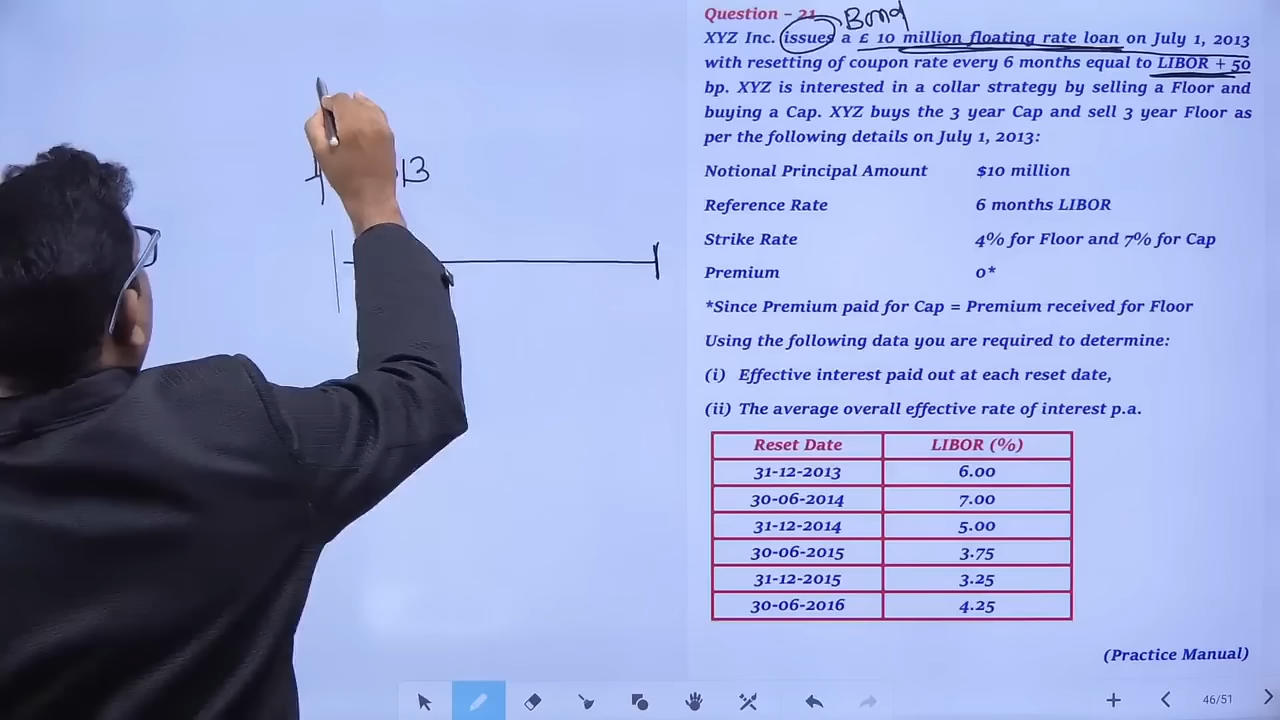 Question - 21
Bond
XYZ Inc. issues a £ 10 million floating rate loan on July 1, 2013
with resetting of coupon rate every 6 months equal to LIBOR + 50
bp. XYZ is interested in a collar strategy by selling a Floor and
buying a Cap. XYZ buys the 3 year Cap and sell 3 year Floor as
per the following details on July 1, 2013:
Notional Principal Amount $10 million
Reference Rate 6 months LIBOR
Strike Rate 4% for Floor and 7% for Cap
Premium 0*
*Since Premium paid for Cap = Premium received for Floor
Using the following data you are required to determine:
(i) Effective interest paid out at each reset date,
(ii) The average overall effective rate of interest p.a.
Reset Date LIBOR (%)
31-12-2013 6.00
30-06-2014 7.00
31-12-2014 5.00
30-06-2015 3.75
31-12-2015 3.25
30-06-2016 4.25
(Practice Manual)
46/51
13